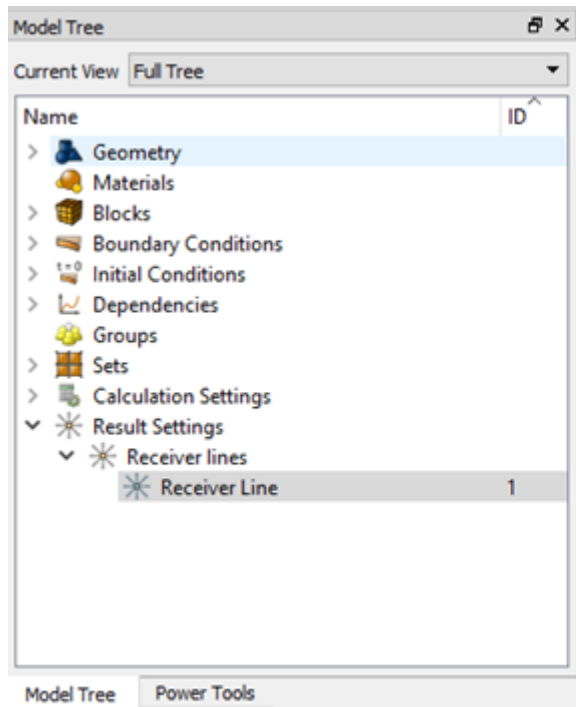 Model Tree
Current View Full Tree
Name ID
Geometry
Materials
Blocks
Boundary Conditions
t=0 Initial Conditions
Dependencies
Groups
Sets
Calculation Settings
Result Settings
Receiver lines
Receiver Line 1
Model Tree Power Tools